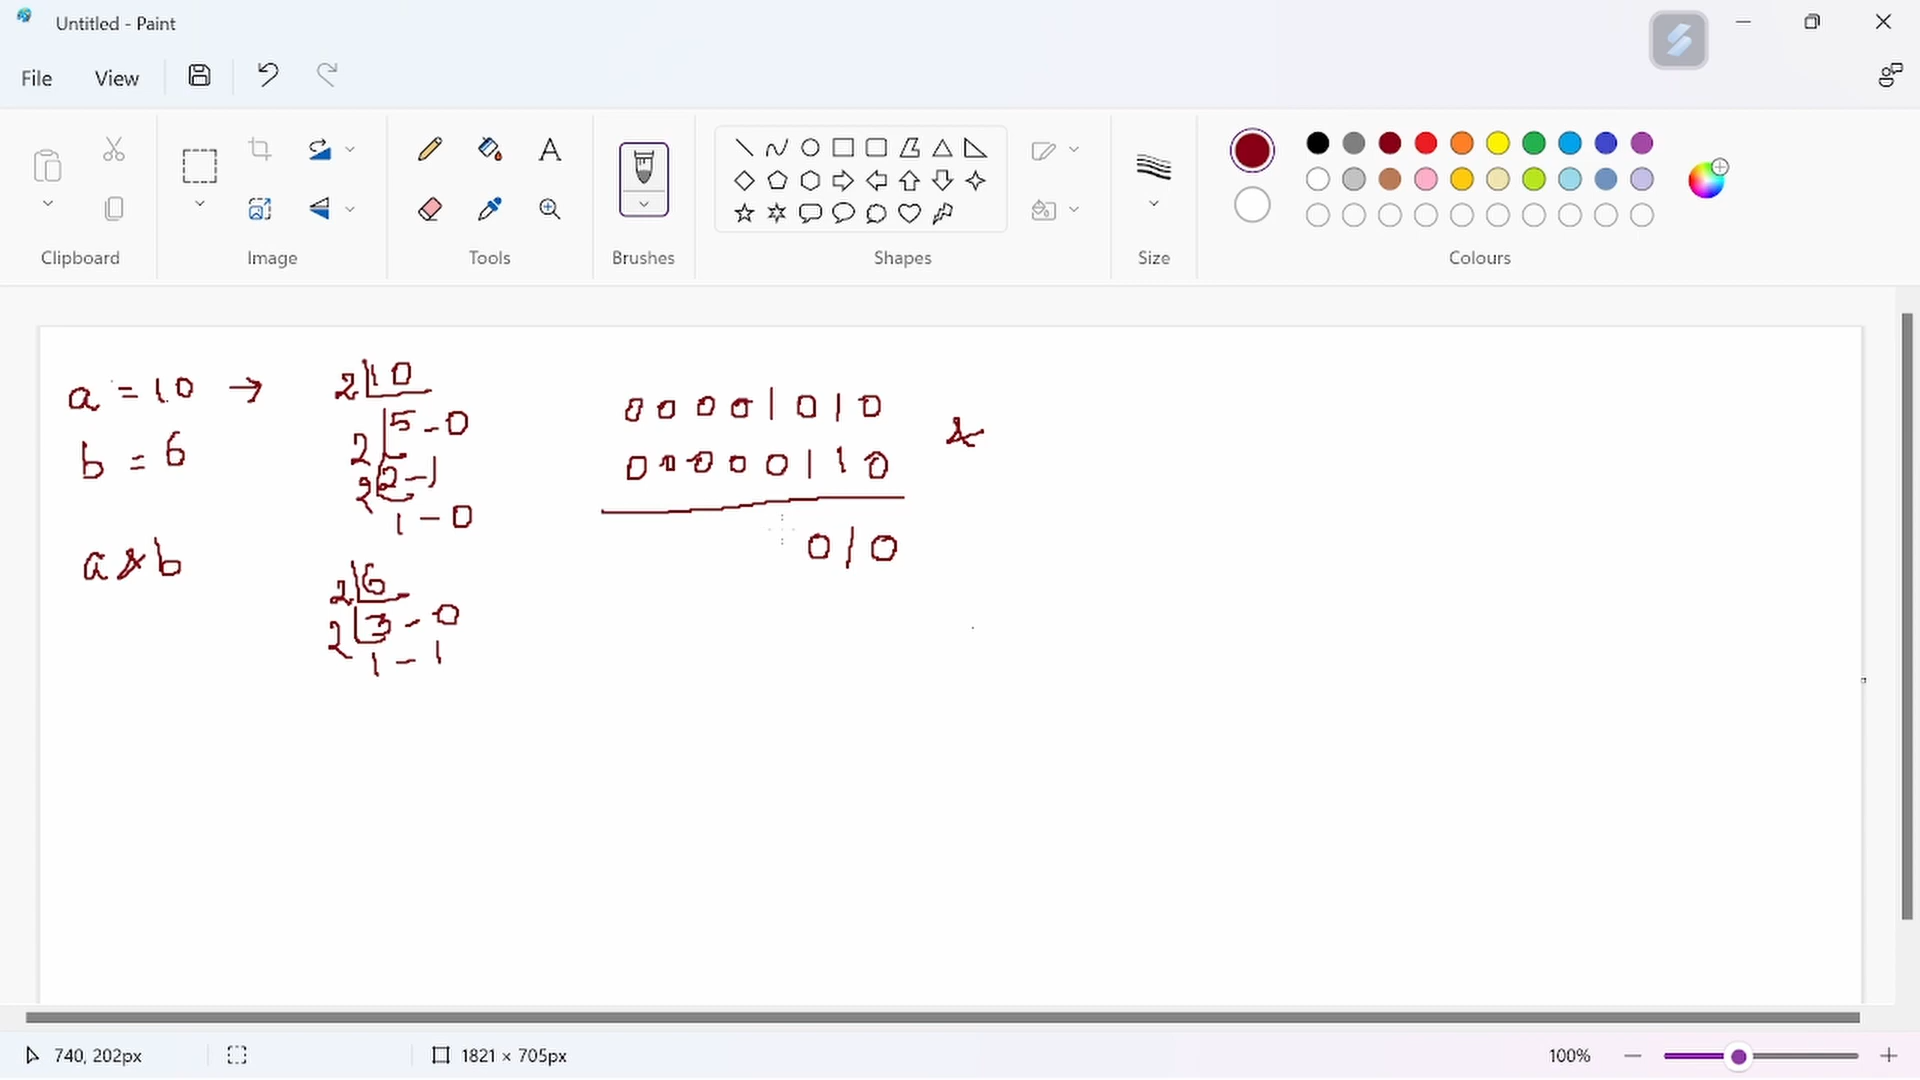 Untitled - Paint
File View
Clipboard Image Tools Brushes Shapes Size Colours
a = 10 →
b = 6
a & b
2 10
2 5 - 0
2 2 - 1
1 - 0
2 6
2 3 - 0
1 - 1
0 0 0 0 1 0 1 0
0 0 0 0 0 1 1 0 &
0 1 0
740, 202px 1821 × 705px 100%